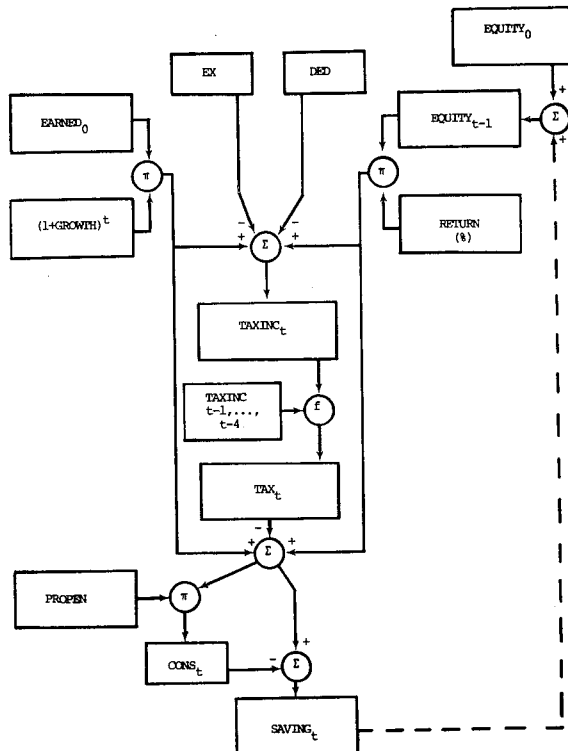 EQUITY₀
EX
DED
+
Σ
+
EARNED₀
EQUITYₜ₋₁
π
π
(1+GROWTH)ᵗ
RETURN
(%)
- -
+ Σ +
TAXINCₜ
TAXINC
t-1,...,
t-4
f
TAXₜ
-
+ Σ +
PROPEN
π
+
CONSₜ
- Σ
SAVINGₜ